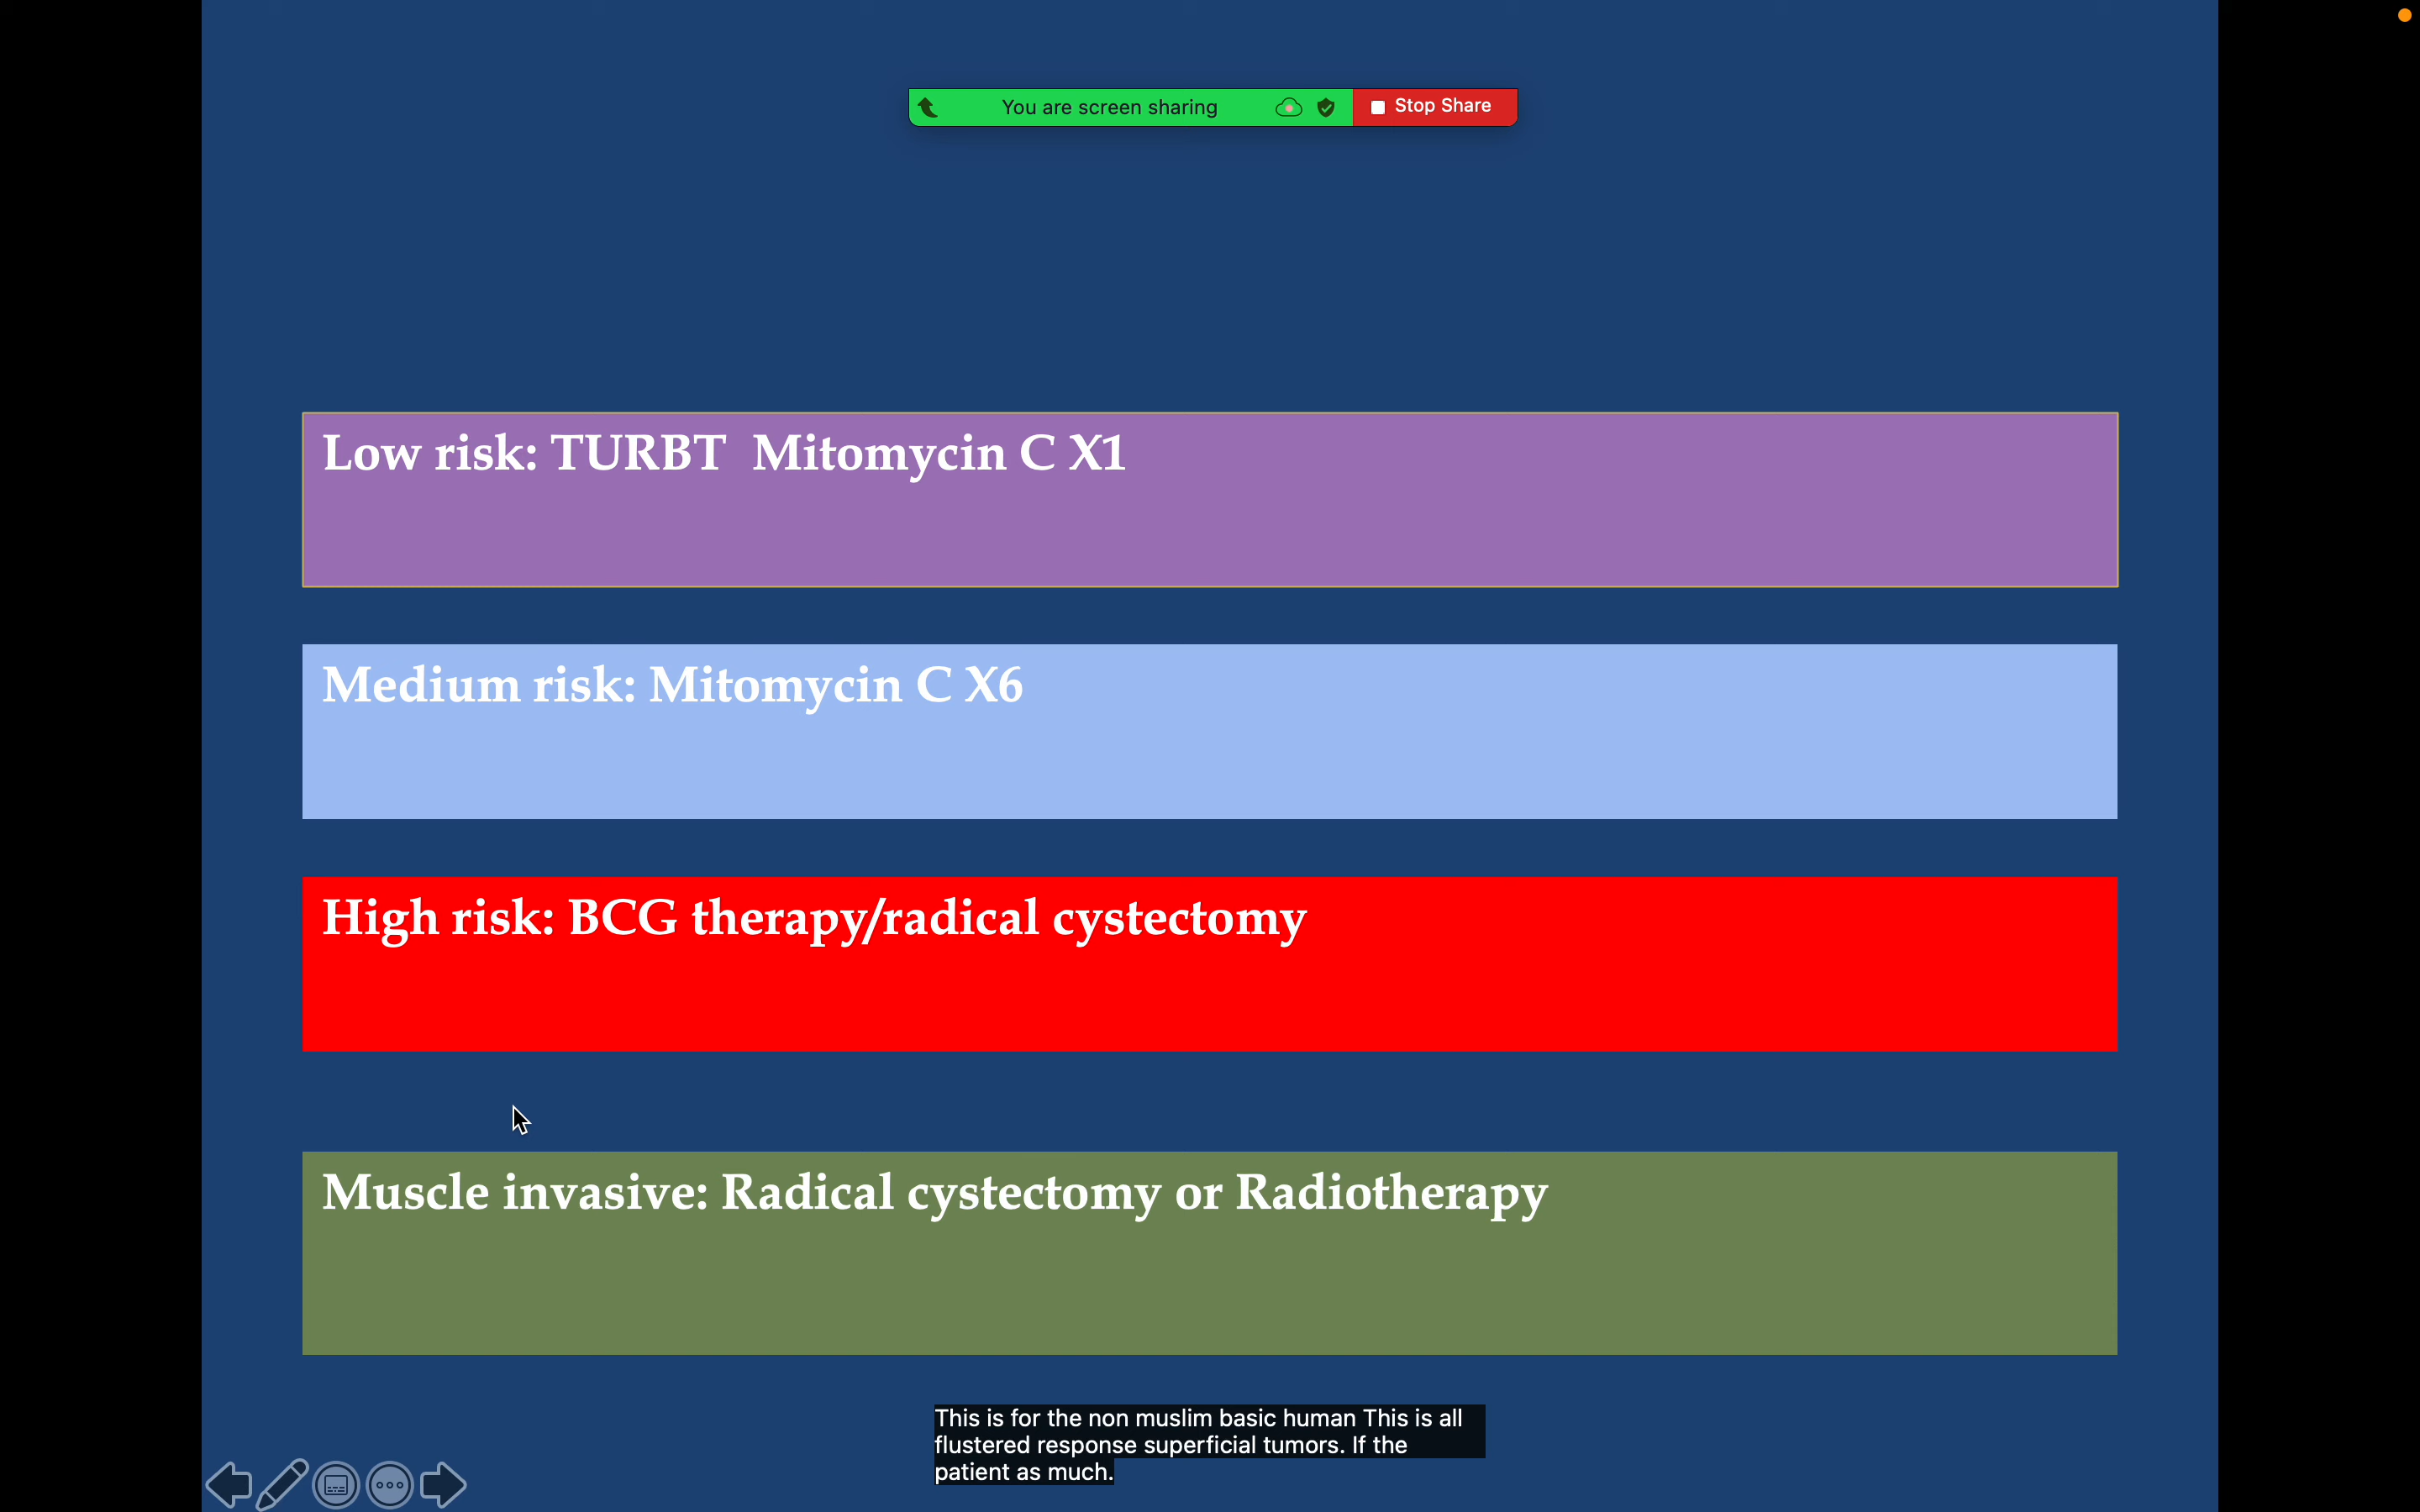 You are screen sharing
Stop Share
Low risk: TURBT Mitomycin C X1
Medium risk: Mitomycin C X6
High risk: BCG therapy/radical cystectomy
Muscle invasive: Radical cystectomy or Radiotherapy
This is for the non muslim basic human This is all
flustered response superficial tumors. If the
patient as much.